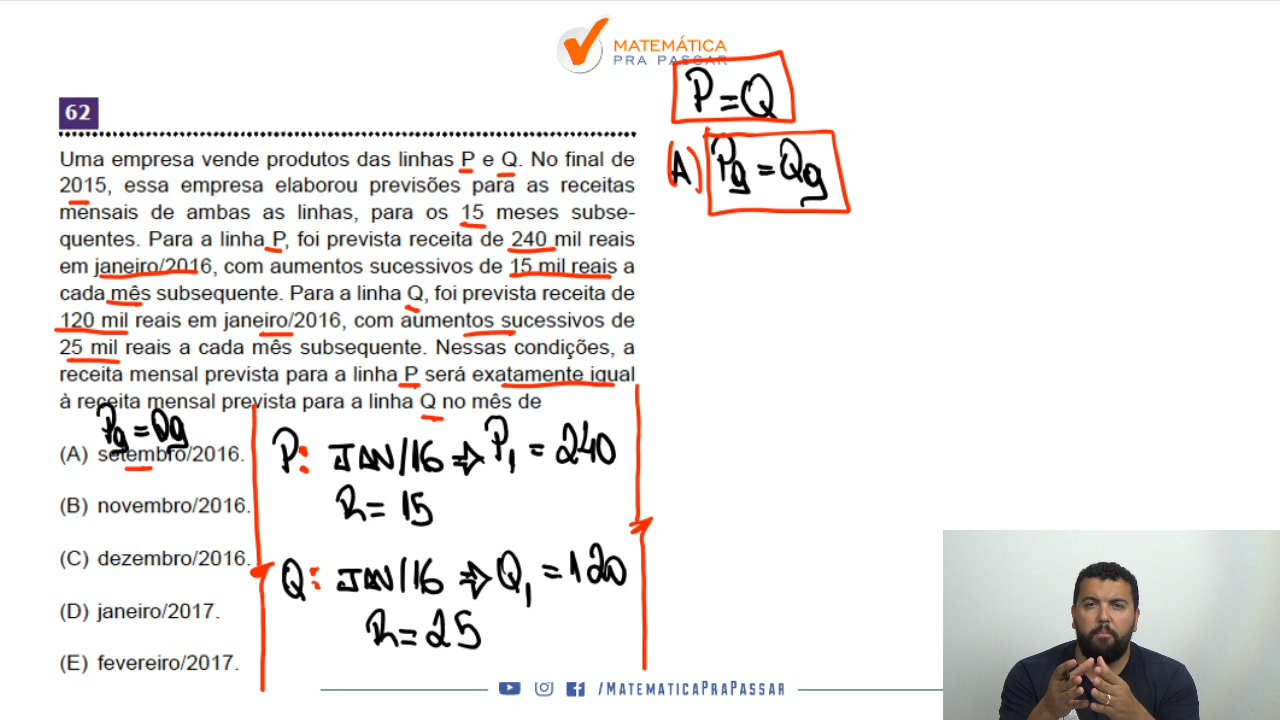 MATEMÁTICA
PRA PASSAR
62
Uma empresa vende produtos das linhas P e Q. No final de
2015, essa empresa elaborou previsões para as receitas
mensais de ambas as linhas, para os 15 meses subse-
quentes. Para a linha P, foi prevista receita de 240 mil reais
em janeiro/2016, com aumentos sucessivos de 15 mil reais a
cada mês subsequente. Para a linha Q, foi prevista receita de
120 mil reais em janeiro/2016, com aumentos sucessivos de
25 mil reais a cada mês subsequente. Nessas condições, a
receita mensal prevista para a linha P será exatamente igual
à receita mensal prevista para a linha Q no mês de
P9 = Q9
(A) setembro/2016.
(B) novembro/2016.
(C) dezembro/2016.
(D) janeiro/2017.
(E) fevereiro/2017.
P: JAN/16 ⇒ P1 = 240
R = 15
Q: JAN/16 ⇒ Q1 = 120
R = 25
P = Q
(A) P9 = Q9
/MATEMATICAPRAPASSAR